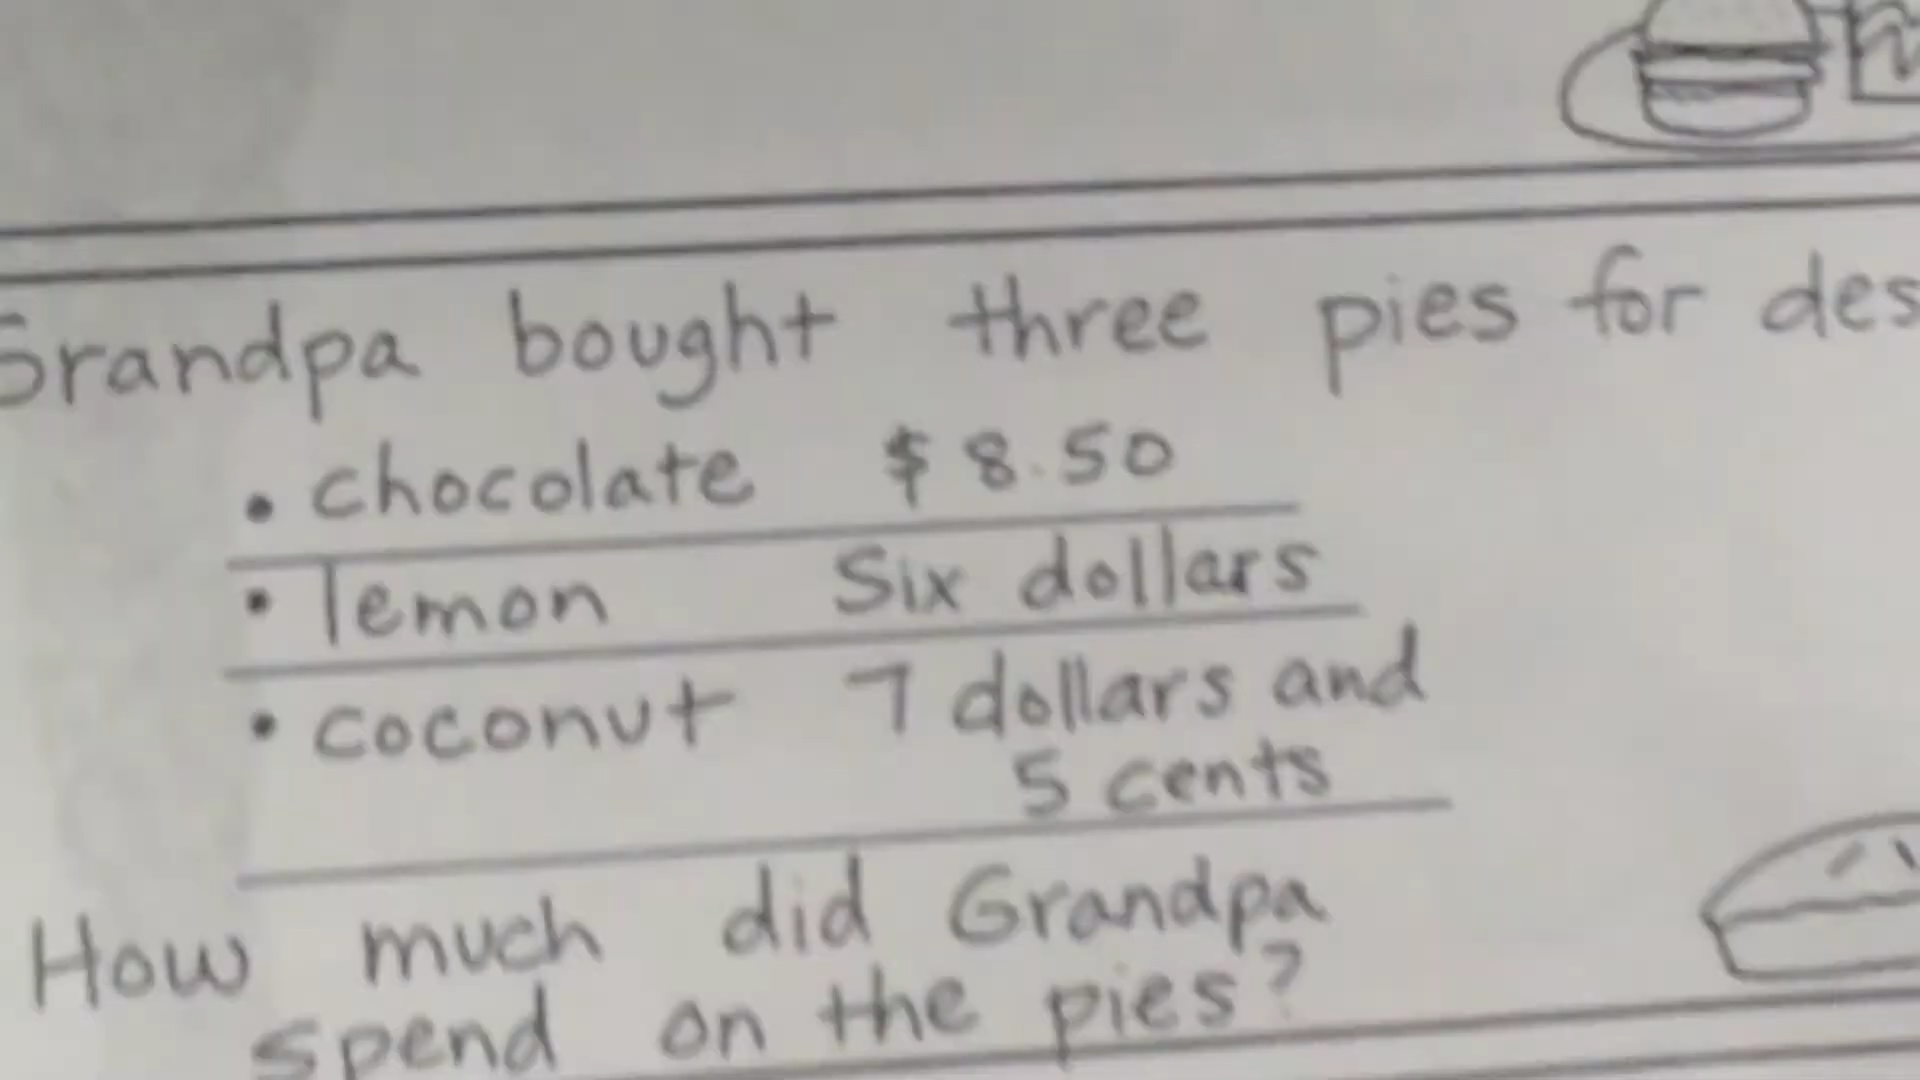 Grandpa bought three pies for des
• chocolate $8.50
• lemon Six dollars
• coconut 7 dollars and
5 cents
How much did Grandpa
spend on the pies?